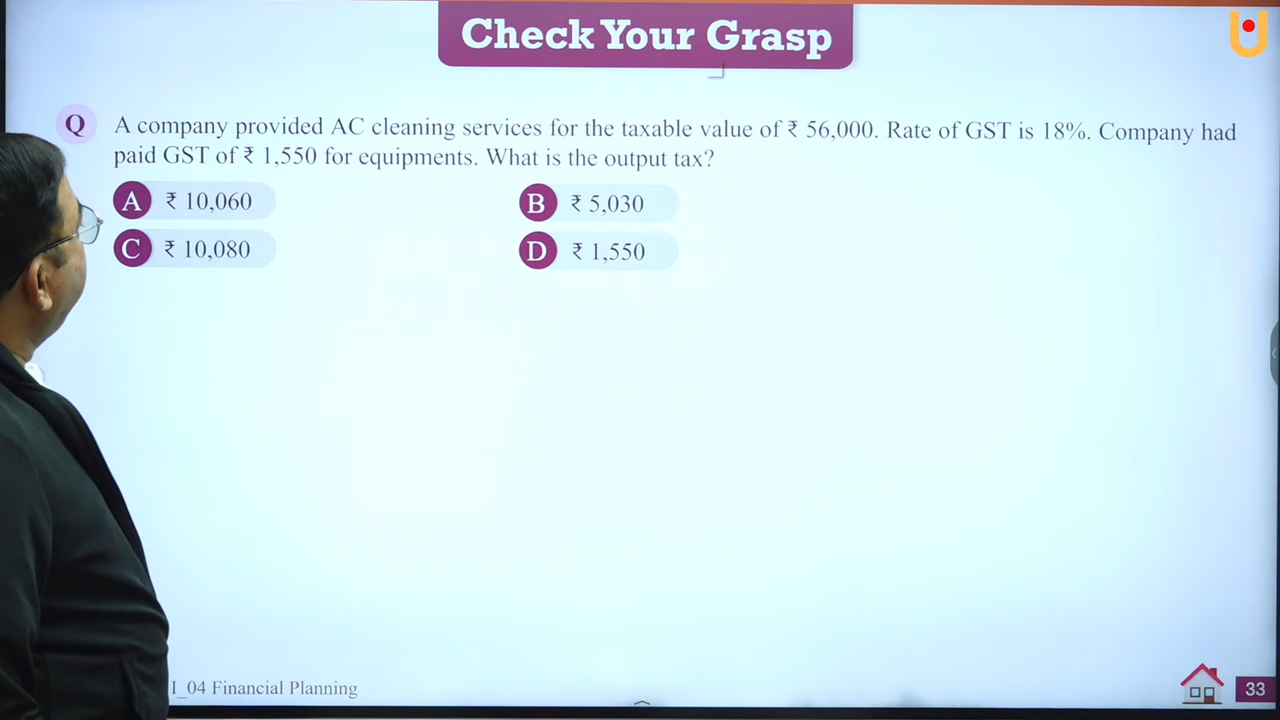 Check Your Grasp
Q A company provided AC cleaning services for the taxable value of ₹ 56,000. Rate of GST is 18%. Company had
paid GST of ₹ 1,550 for equipments. What is the output tax?
A ₹ 10,060
B ₹ 5,030
C ₹ 10,080
D ₹ 1,550
I_04 Financial Planning
33